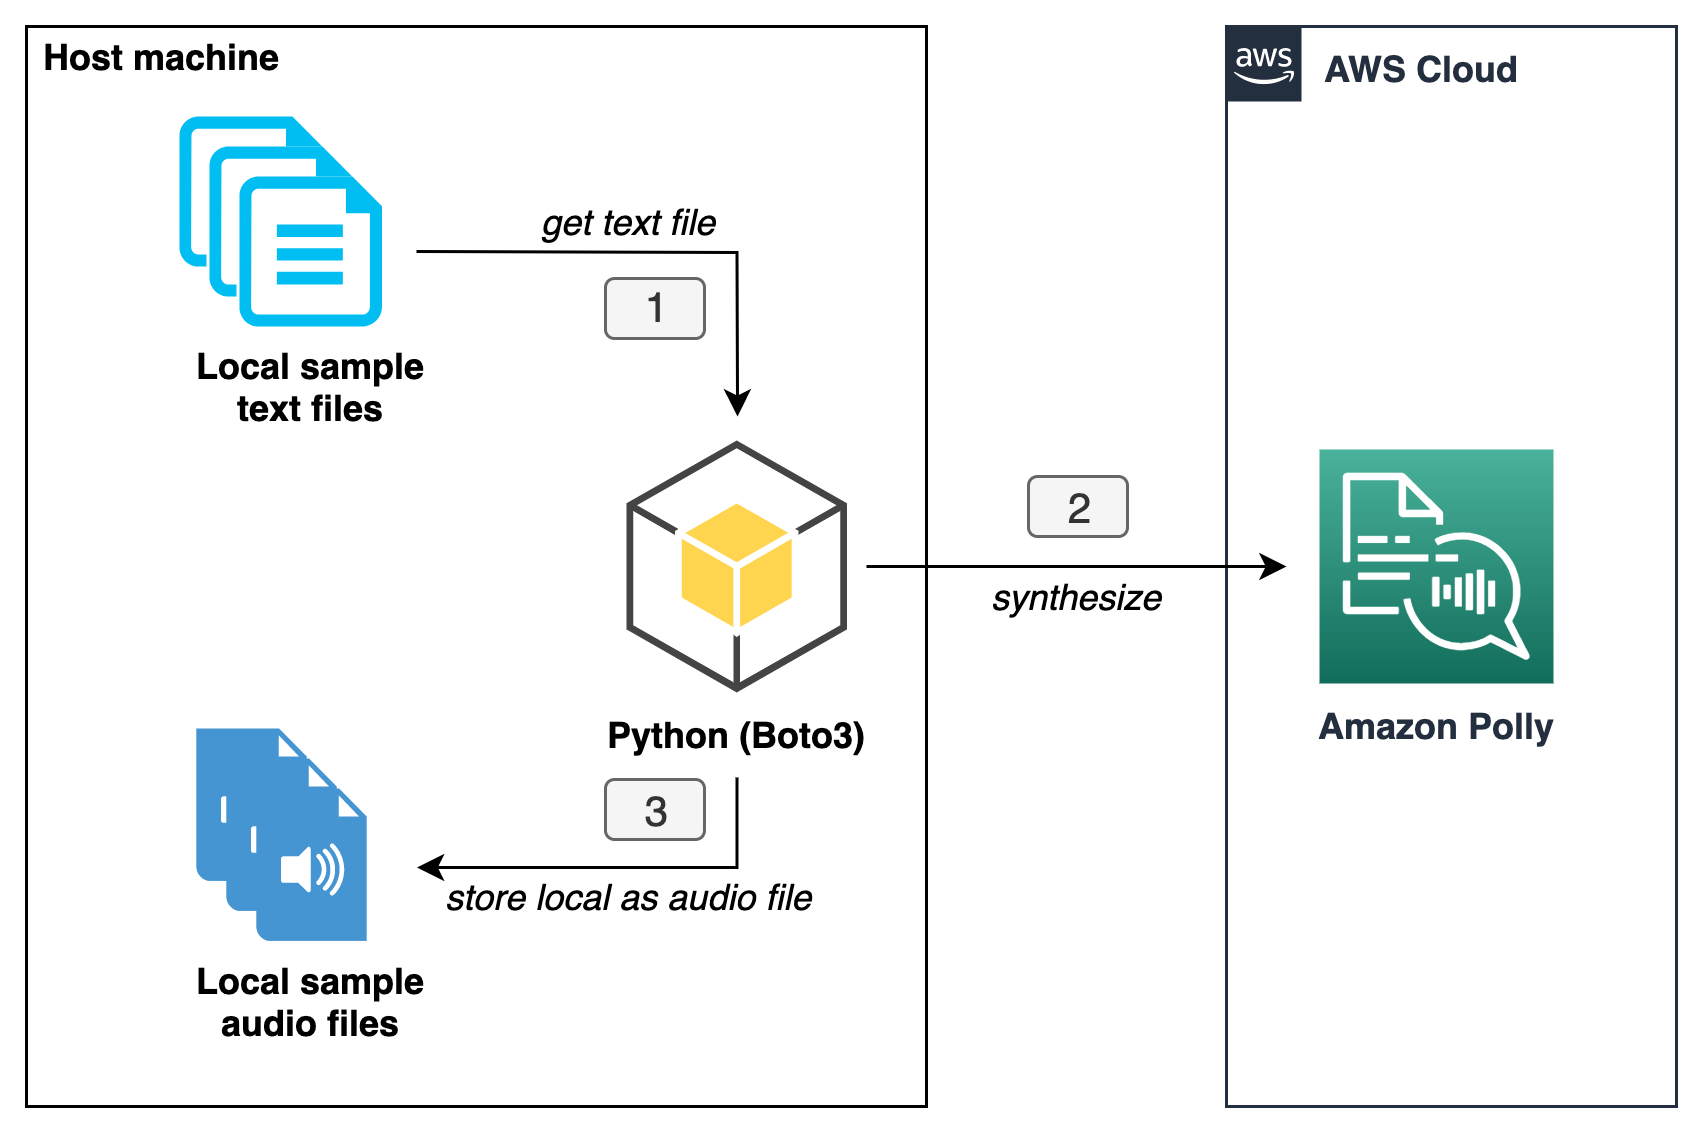 Host machine
aws
AWS Cloud
get text file
1
Local sample
text files
2
synthesize
Python (Boto3)
Amazon Polly
3
store local as audio file
Local sample
audio files